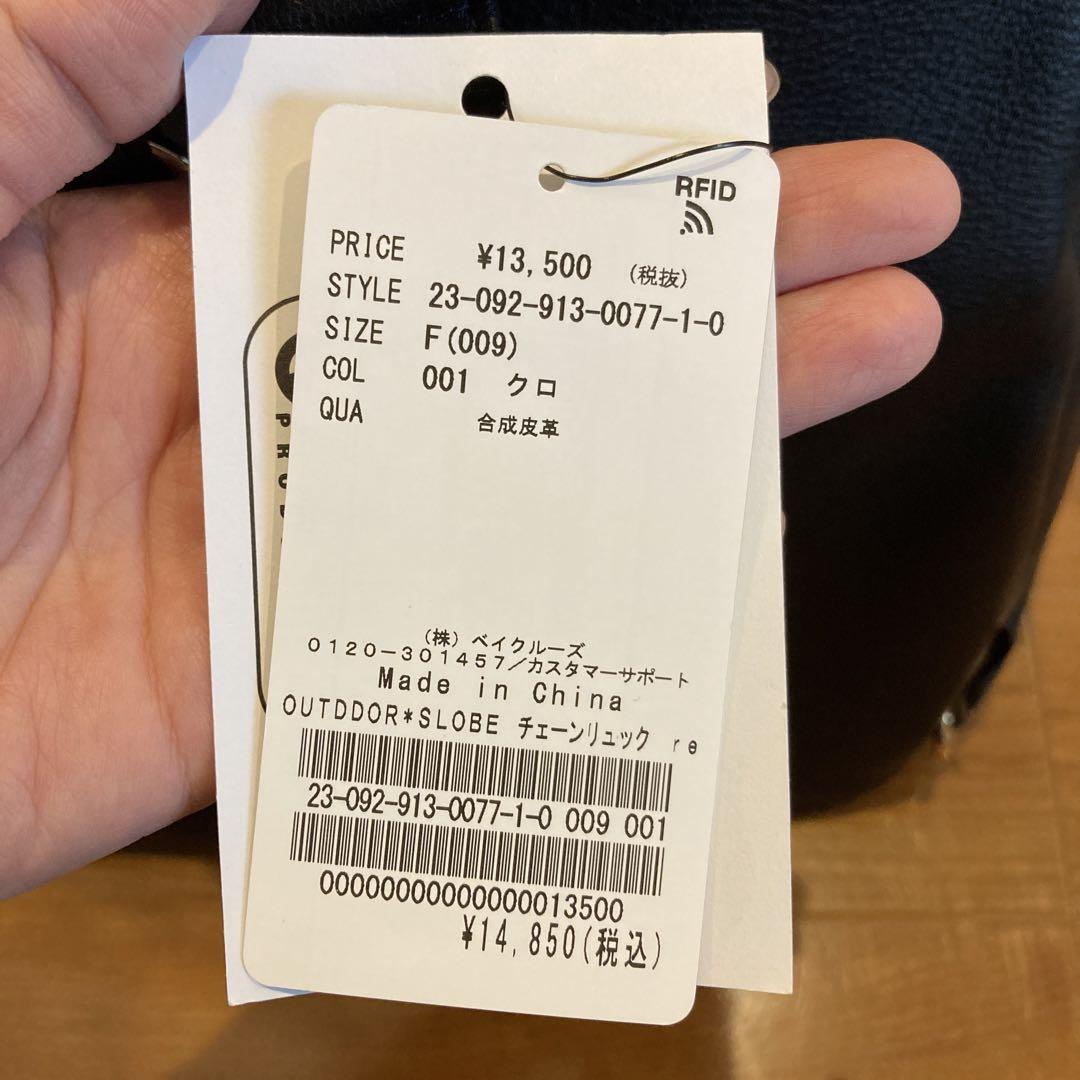 RFID
PRICE ¥13,500 (税抜)
STYLE 23-092-913-0077-1-0
SIZE F(009)
COL 001 クロ
QUA 合成皮革
(株) ベイクルーズ
0120-301457/カスタマーサポート
Made in China
OUTDDOR*SLOBE チェーンリュック re
23-092-913-0077-1-0 009 001
0000000000000013500
¥14,850(税込)